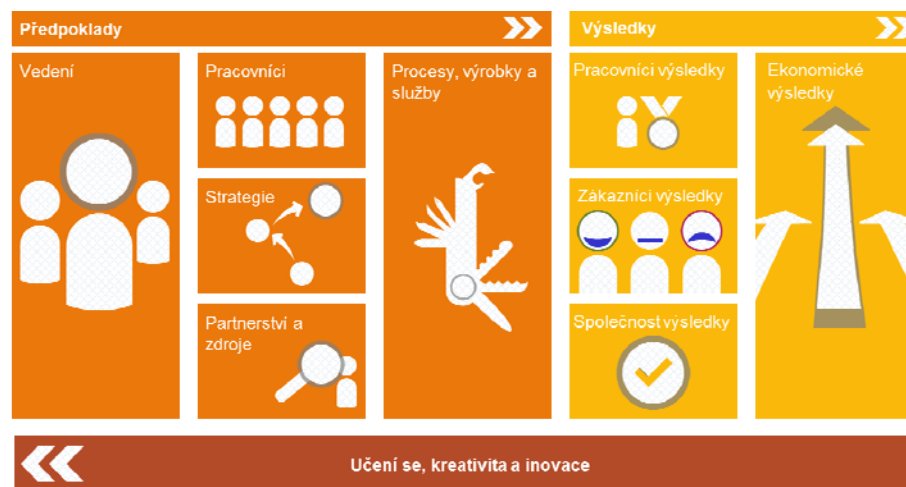 Předpoklady
Výsledky
Vedení
Pracovníci
Procesy, výrobky a
služby
Pracovníci výsledky
Ekonomické
výsledky
Strategie
Zákazníci výsledky
Partnerství a
zdroje
Společnost výsledky
Učení se, kreativita a inovace